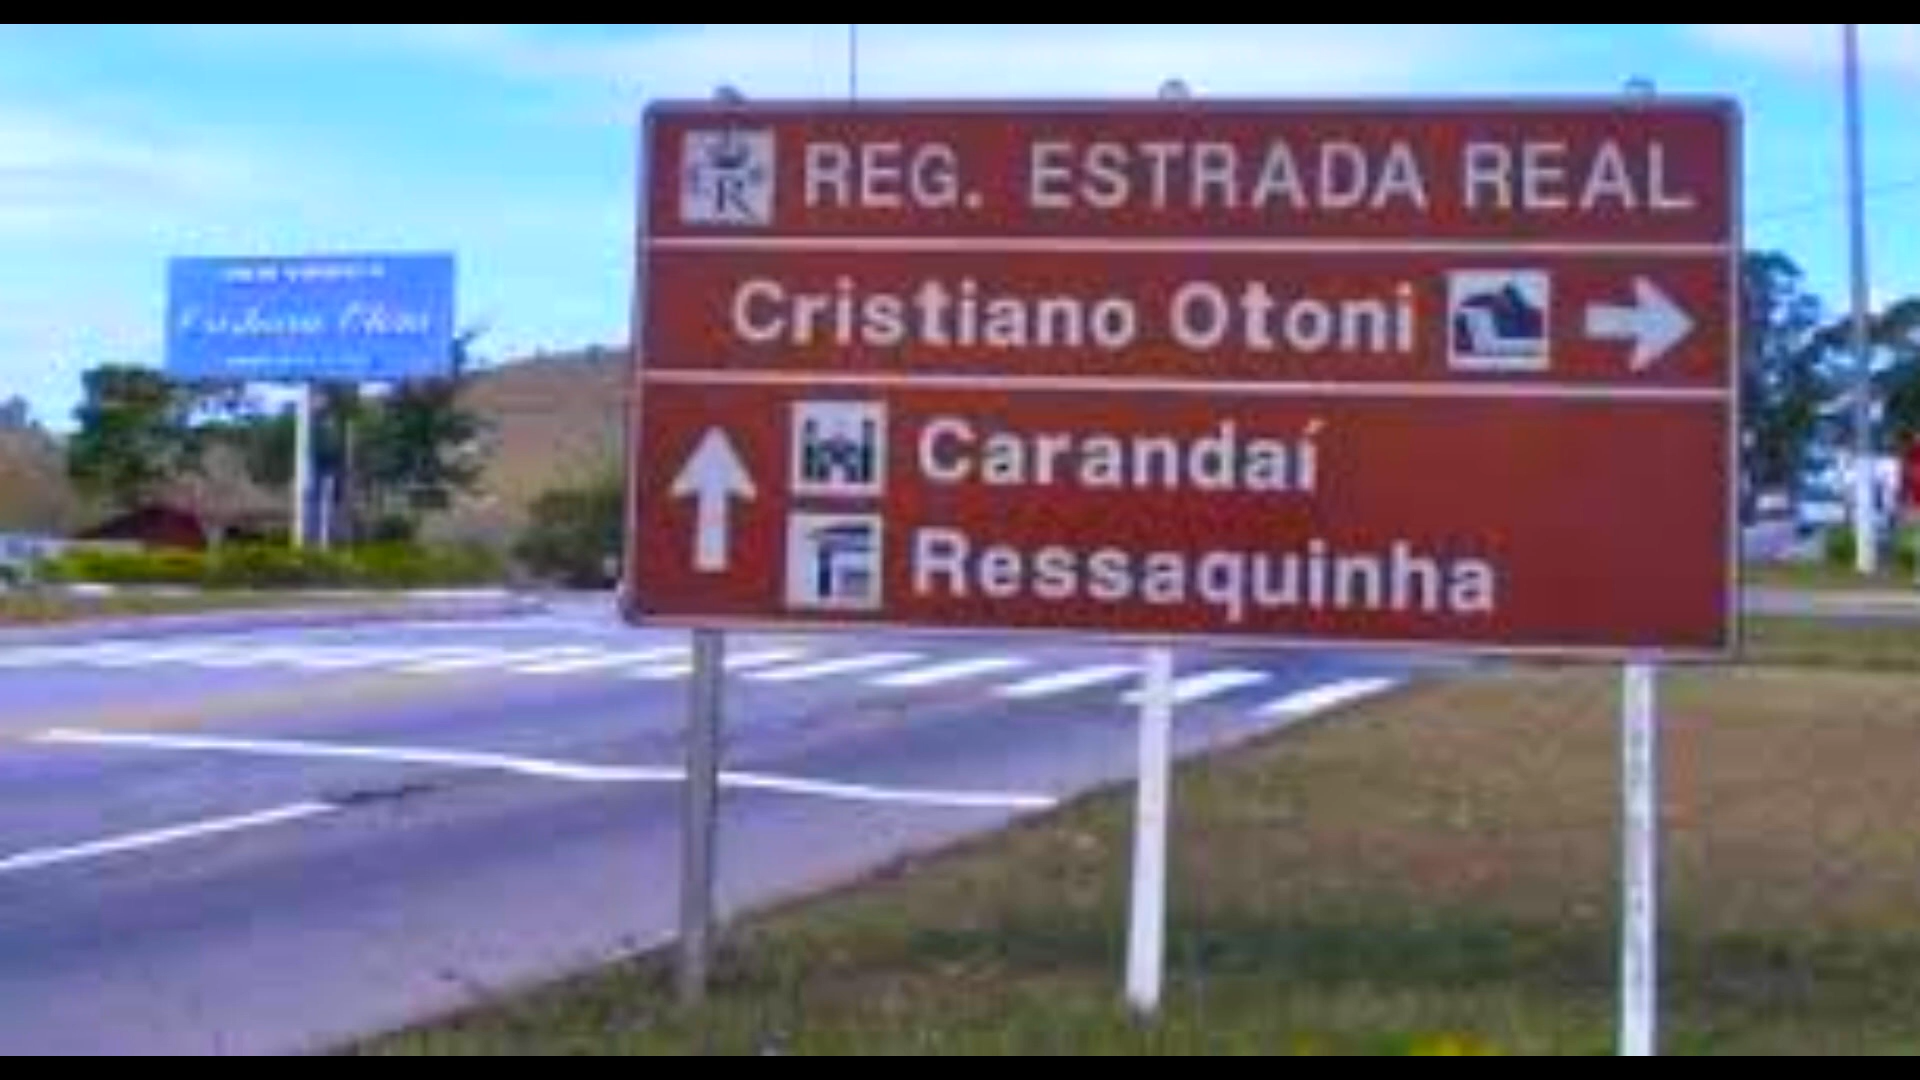 REG. ESTRADA REAL
Cristiano Otoni
Carandaí
Ressaquinha